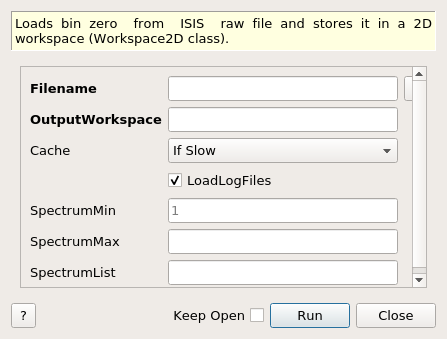 Loads bin zero from ISIS raw file and stores it in a 2D
workspace (Workspace2D class).
Filename
OutputWorkspace
Cache If Slow
LoadLogFiles
SpectrumMin 1
SpectrumMax
SpectrumList
? Keep Open Run Close